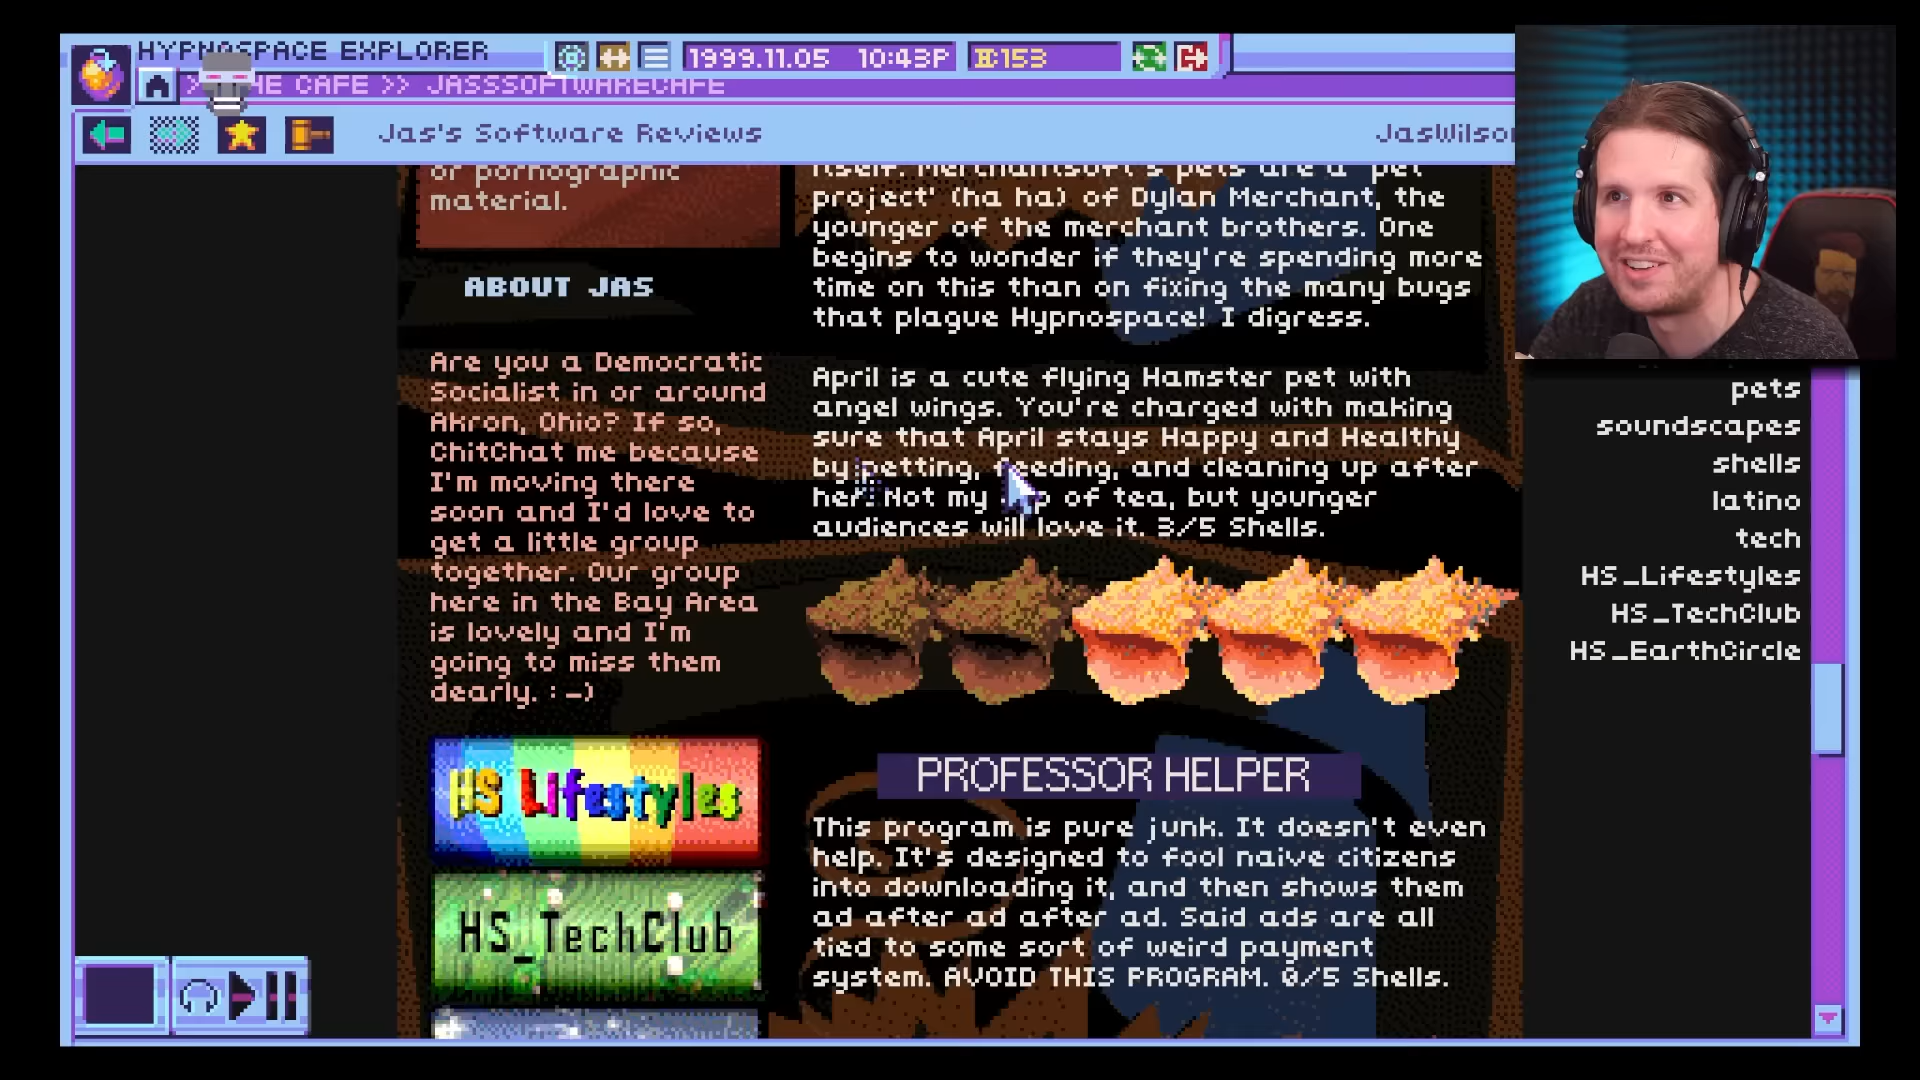 HYPNOSPACE EXPLORER
1999.11.05 10:43P
153
HE CAFE >> JASSSOFTWARECAFE
Jas's Software Reviews
or pornographic
material.
ABOUT JAS
Are you a Democratic
Socialist in or around
Akron, Ohio? If so,
ChitChat me because
I'm moving there
soon and I'd love to
get a little group
together. Our group
here in the Bay Area
is lovely and I'm
going to miss them
dearly. :-)
HS Lifestyles
HS_TechClub
itself. Merchantsoft's pets are a 'pet
project' (ha ha) of Dylan Merchant, the
younger of the merchant brothers. One
begins to wonder if they're spending more
time on this than on fixing the many bugs
that plague Hypnospace! I digress.
April is a cute flying Hamster pet with
angel wings. You're charged with making
sure that April stays Happy and Healthy
by petting, feeding, and cleaning up after
her. Not my of tea, but younger
audiences will love it. 3/5 Shells.
PROFESSOR HELPER
This program is pure junk. It doesn't even
help. It's designed to fool naive citizens
into downloading it, and then shows them
ad after ad after ad. Said ads are all
tied to some sort of weird payment
system. AVOID THIS PROGRAM. 0/5 Shells.
pets
soundscapes
shells
latino
tech
HS_Lifestyles
HS_TechClub
HS_EarthCircle